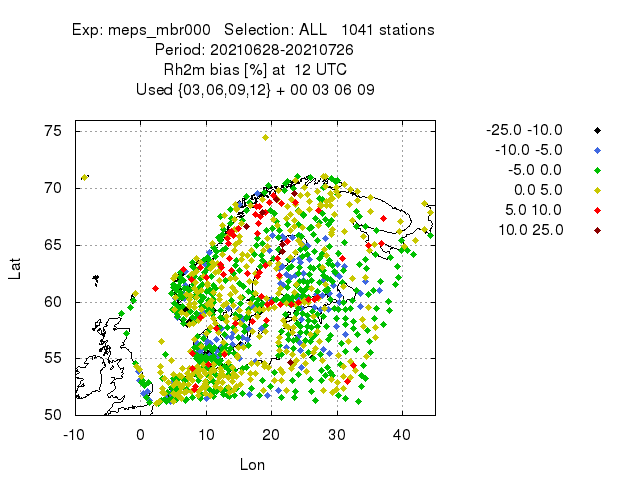 Exp: meps_mbr000 Selection: ALL 1041 stations
Period: 20210628-20210726
Rh2m bias [%] at 12 UTC
Used {03,06,09,12} + 00 03 06 09
-25.0 -10.0
-10.0 -5.0
-5.0 0.0
0.0 5.0
5.0 10.0
10.0 25.0
Lat
75
70
65
60
55
50
-10 0 10 20 30 40
Lon